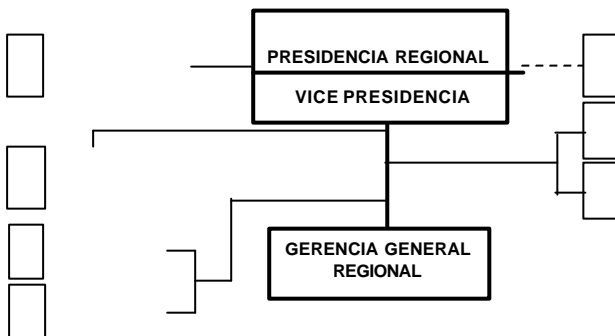 PRESIDENCIA REGIONAL
VICE PRESIDENCIA
GERENCIA GENERAL
REGIONAL